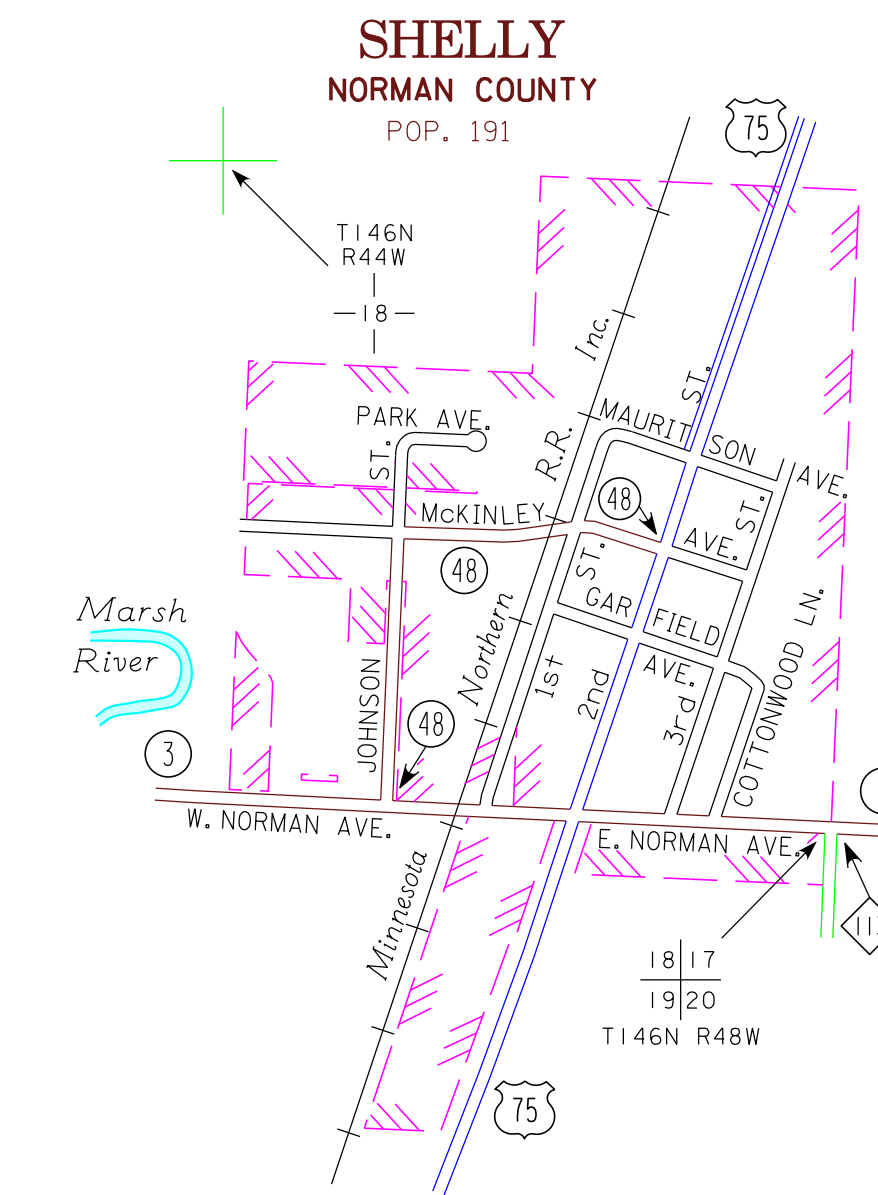 SHELLY
NORMAN COUNTY
POP. 191
75
T146N
R44W
18
Inc.
ST.
PARK AVE.
MAURIT SON AVE.
ST.
R.R.
48
McKINLEY AVE.
ST.
48
ST.
GAR FIELD AVE.
Marsh
River
Northern
1st
2nd
3rd
COTTONWOOD LN.
JOHNSON
48
3
W. NORMAN AVE.
E. NORMAN AVE.
Minnesota
18 17
19 20
T146N R48W
75